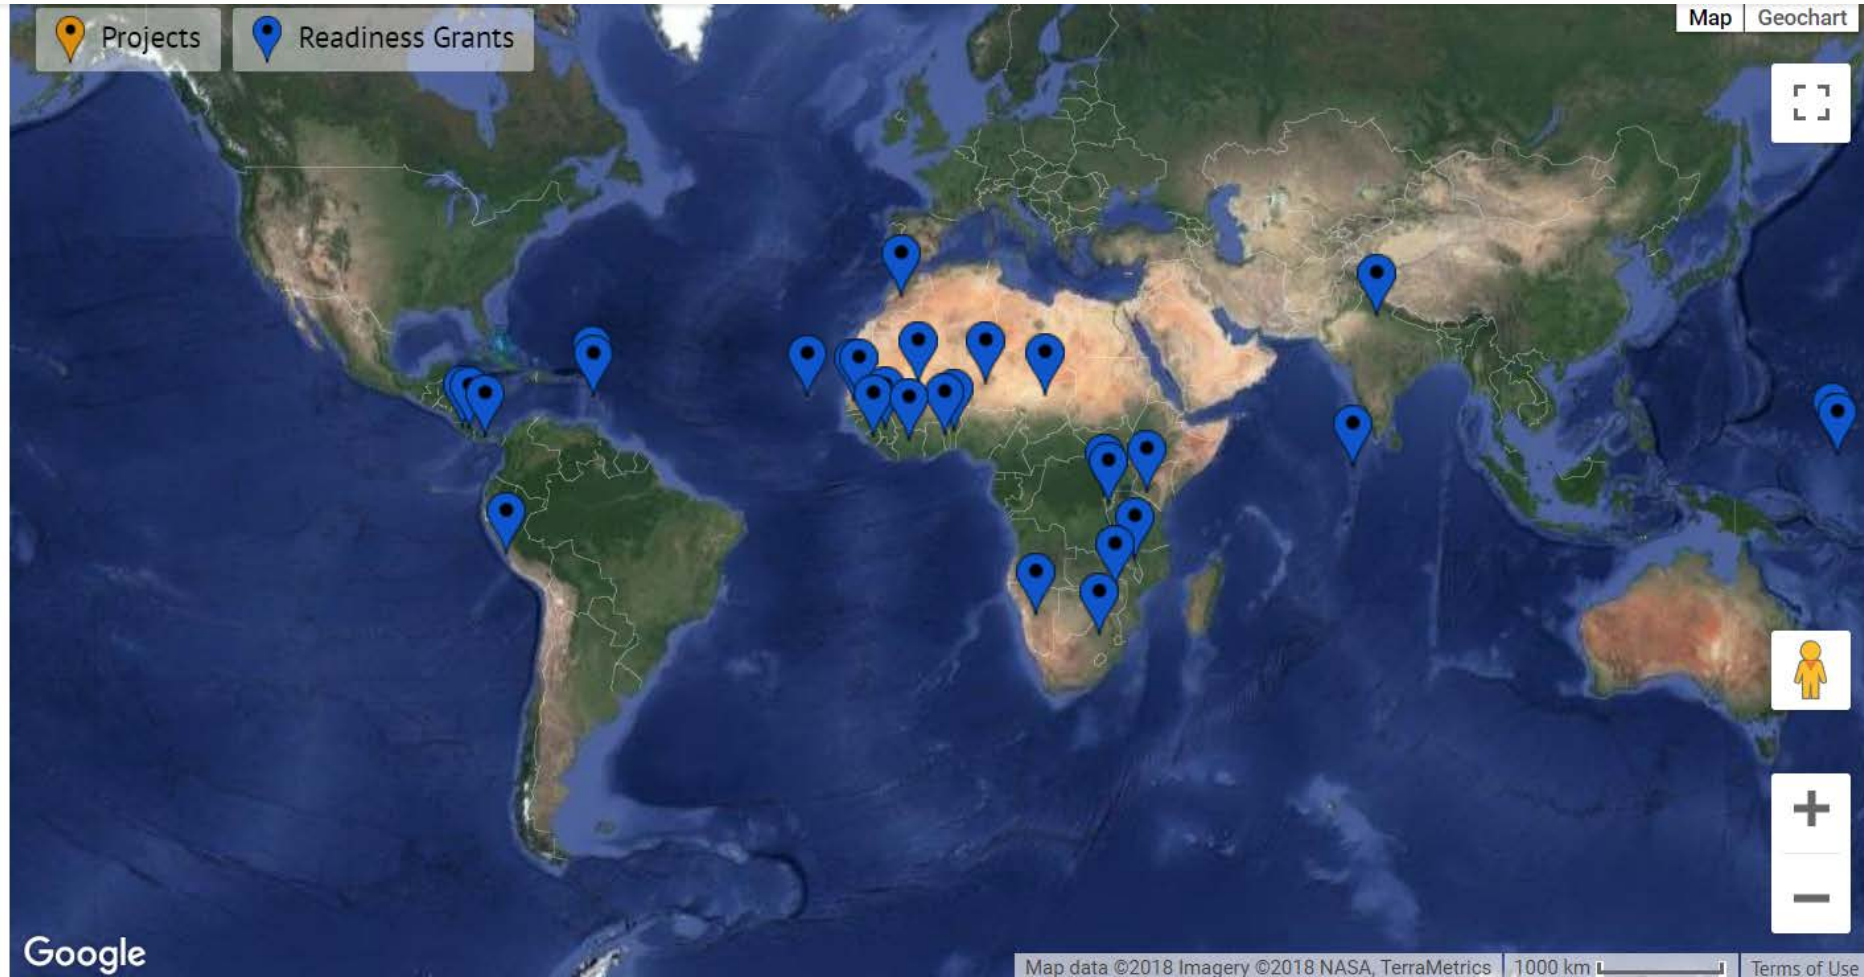 Projects
Readiness Grants
Map
Geochart
Google
Map data ©2018 Imagery ©2018 NASA, TerraMetrics
1000 km
Terms of Use